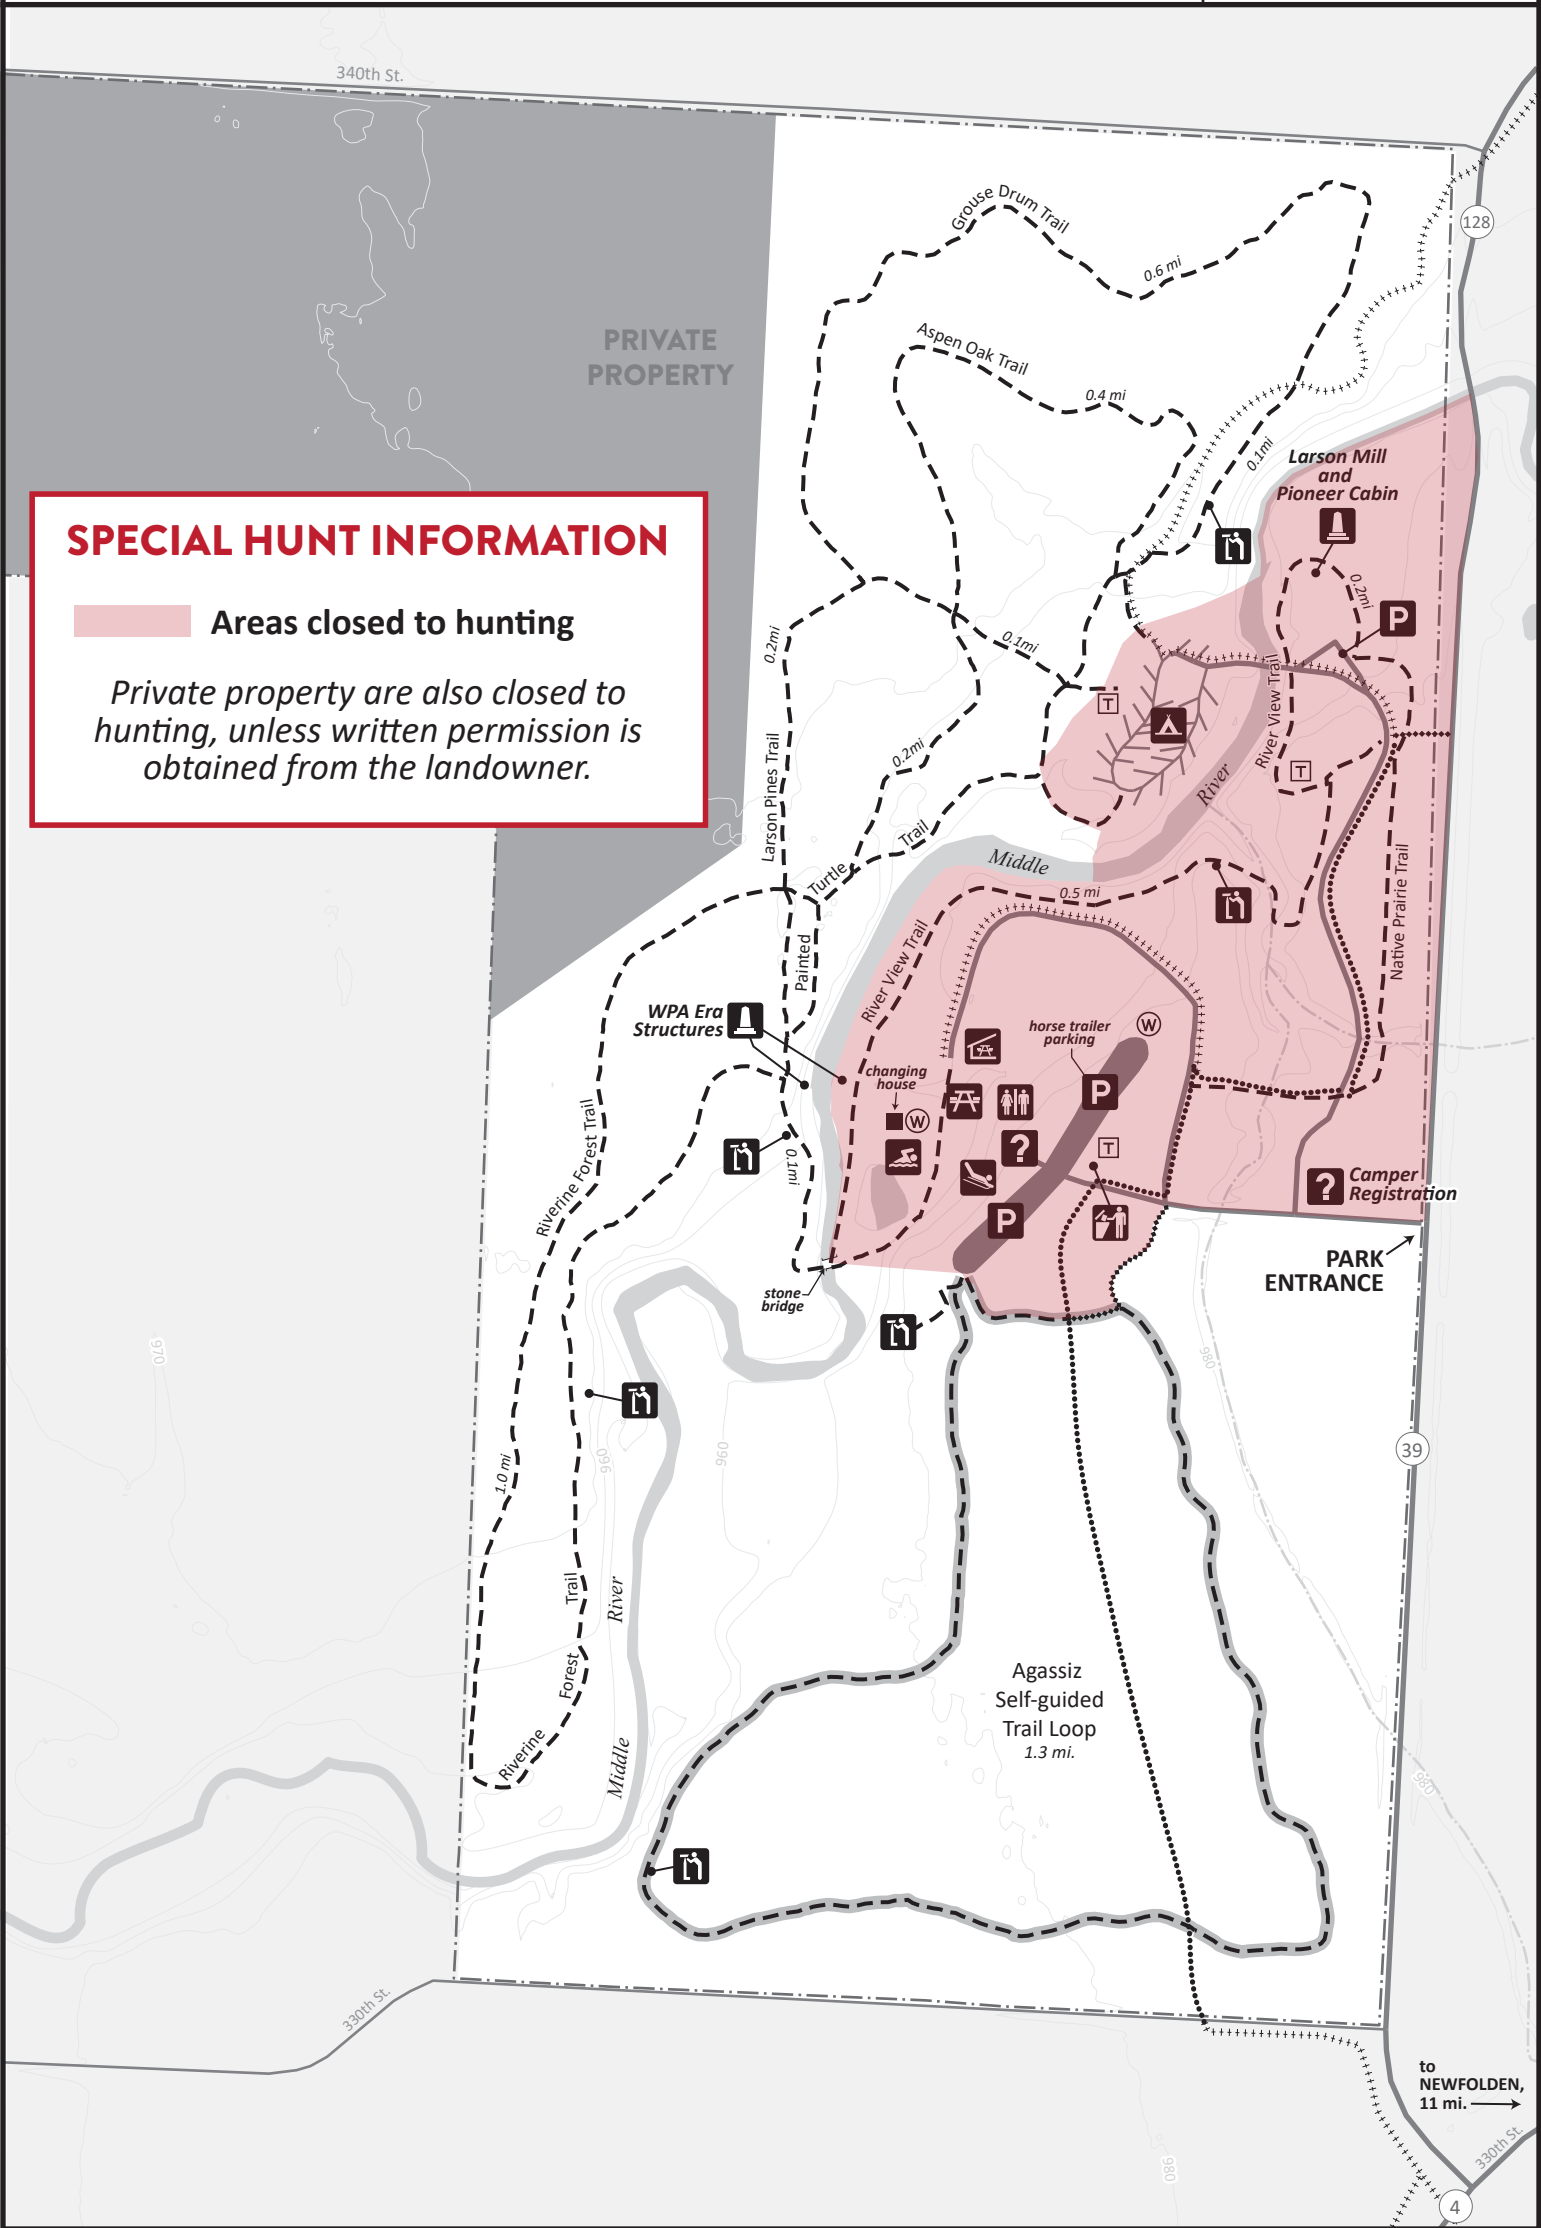 340th St.
128
Grouse Drum Trail
0.6 mi
PRIVATE
PROPERTY
Aspen Oak Trail
0.4 mi
0.1mi
Larson Mill
and
Pioneer Cabin
SPECIAL HUNT INFORMATION
Areas closed to hunting
Private property are also closed to
hunting, unless written permission is
obtained from the landowner.
0.2mi
P
0.2mi
0.1mi
T
River View Trail
T
River
0.2mi
Larson Pines Trail
Trail
Turtle
Middle
0.5 mi
Native Prairie Trail
Painted
River View Trail
WPA Era
Structures
horse trailer
parking
W
changing
house
W
P
?
T
0.1mi
Riverine Forest Trail
P
?
Camper
Registration
PARK
ENTRANCE
stone
bridge
970
980
960
960
39
1.0 mi
Trail
River
Forest
Riverine
Middle
Agassiz
Self-guided
Trail Loop
1.3 mi.
980
330th St.
to
NEWFOLDEN,
11 mi.
330th St.
980
4